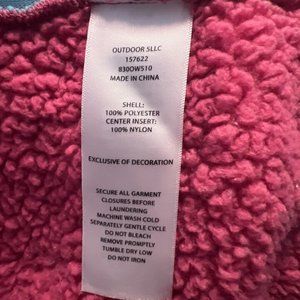 OUTDOOR SLLC
157622
830OW510
MADE IN CHINA
SHELL:
100% POLYESTER
CENTER INSERT:
100% NYLON
EXCLUSIVE OF DECORATION
SECURE ALL GARMENT
CLOSURES BEFORE
LAUNDERING
MACHINE WASH COLD
SEPARATELY GENTLE CYCLE
DO NOT BLEACH
REMOVE PROMPTLY
TUMBLE DRY LOW
DO NOT IRON